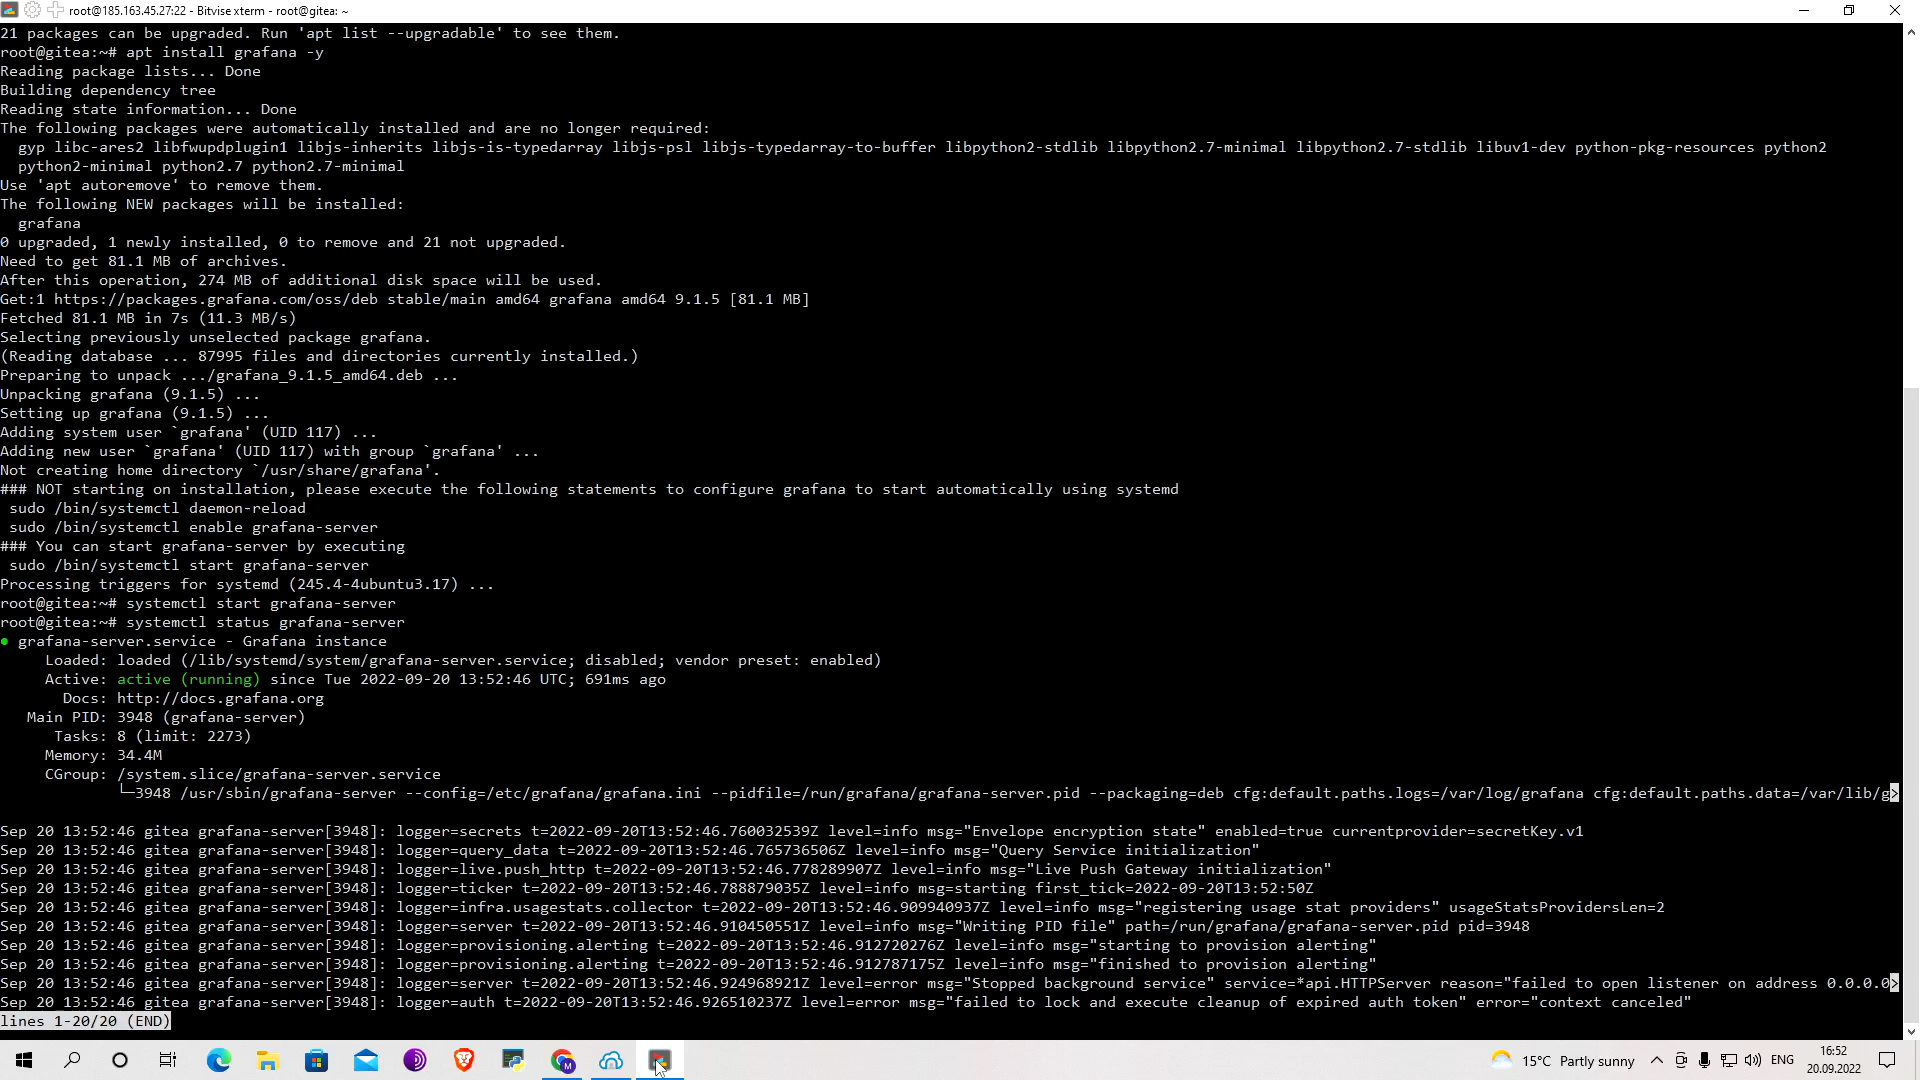 root@185.163.45.27:22 - Bitvise xterm - root@gitea: ~
21 packages can be upgraded. Run 'apt list --upgradable' to see them.
root@gitea:~# apt install grafana -y
Reading package lists... Done
Building dependency tree
Reading state information... Done
The following packages were automatically installed and are no longer required:
  gyp libc-ares2 libfwupdplugin1 libjs-inherits libjs-is-typedarray libjs-psl libjs-typedarray-to-buffer libpython2-stdlib libpython2.7-minimal libpython2.7-stdlib libuv1-dev python-pkg-resources python2
  python2-minimal python2.7 python2.7-minimal
Use 'apt autoremove' to remove them.
The following NEW packages will be installed:
  grafana
0 upgraded, 1 newly installed, 0 to remove and 21 not upgraded.
Need to get 81.1 MB of archives.
After this operation, 274 MB of additional disk space will be used.
Get:1 https://packages.grafana.com/oss/deb stable/main amd64 grafana amd64 9.1.5 [81.1 MB]
Fetched 81.1 MB in 7s (11.3 MB/s)
Selecting previously unselected package grafana.
(Reading database ... 87995 files and directories currently installed.)
Preparing to unpack .../grafana_9.1.5_amd64.deb ...
Unpacking grafana (9.1.5) ...
Setting up grafana (9.1.5) ...
Adding system user `grafana' (UID 117) ...
Adding new user `grafana' (UID 117) with group `grafana' ...
Not creating home directory `/usr/share/grafana'.
### NOT starting on installation, please execute the following statements to configure grafana to start automatically using systemd
 sudo /bin/systemctl daemon-reload
 sudo /bin/systemctl enable grafana-server
### You can start grafana-server by executing
 sudo /bin/systemctl start grafana-server
Processing triggers for systemd (245.4-4ubuntu3.17) ...
root@gitea:~# systemctl start grafana-server
root@gitea:~# systemctl status grafana-server
● grafana-server.service - Grafana instance
     Loaded: loaded (/lib/systemd/system/grafana-server.service; disabled; vendor preset: enabled)
     Active: active (running) since Tue 2022-09-20 13:52:46 UTC; 691ms ago
       Docs: http://docs.grafana.org
   Main PID: 3948 (grafana-server)
      Tasks: 8 (limit: 2273)
     Memory: 34.4M
     CGroup: /system.slice/grafana-server.service
             └─3948 /usr/sbin/grafana-server --config=/etc/grafana/grafana.ini --pidfile=/run/grafana/grafana-server.pid --packaging=deb cfg:default.paths.logs=/var/log/grafana cfg:default.paths.data=/var/lib/g>
Sep 20 13:52:46 gitea grafana-server[3948]: logger=secrets t=2022-09-20T13:52:46.760032539Z level=info msg="Envelope encryption state" enabled=true currentprovider=secretKey.v1
Sep 20 13:52:46 gitea grafana-server[3948]: logger=query_data t=2022-09-20T13:52:46.765736506Z level=info msg="Query Service initialization"
Sep 20 13:52:46 gitea grafana-server[3948]: logger=live.push_http t=2022-09-20T13:52:46.778289907Z level=info msg="Live Push Gateway initialization"
Sep 20 13:52:46 gitea grafana-server[3948]: logger=ticker t=2022-09-20T13:52:46.788879035Z level=info msg=starting first_tick=2022-09-20T13:52:50Z
Sep 20 13:52:46 gitea grafana-server[3948]: logger=infra.usagestats.collector t=2022-09-20T13:52:46.909940937Z level=info msg="registering usage stat providers" usageStatsProvidersLen=2
Sep 20 13:52:46 gitea grafana-server[3948]: logger=server t=2022-09-20T13:52:46.910450551Z level=info msg="Writing PID file" path=/run/grafana/grafana-server.pid pid=3948
Sep 20 13:52:46 gitea grafana-server[3948]: logger=provisioning.alerting t=2022-09-20T13:52:46.912720276Z level=info msg="starting to provision alerting"
Sep 20 13:52:46 gitea grafana-server[3948]: logger=provisioning.alerting t=2022-09-20T13:52:46.912787175Z level=info msg="finished to provision alerting"
Sep 20 13:52:46 gitea grafana-server[3948]: logger=server t=2022-09-20T13:52:46.924968921Z level=error msg="Stopped background service" service=*api.HTTPServer reason="failed to open listener on address 0.0.0.0>
Sep 20 13:52:46 gitea grafana-server[3948]: logger=auth t=2022-09-20T13:52:46.926510237Z level=error msg="failed to lock and execute cleanup of expired auth token" error="context canceled"
lines 1-20/20 (END)
15°C Partly sunny
ENG
16:52
20.09.2022